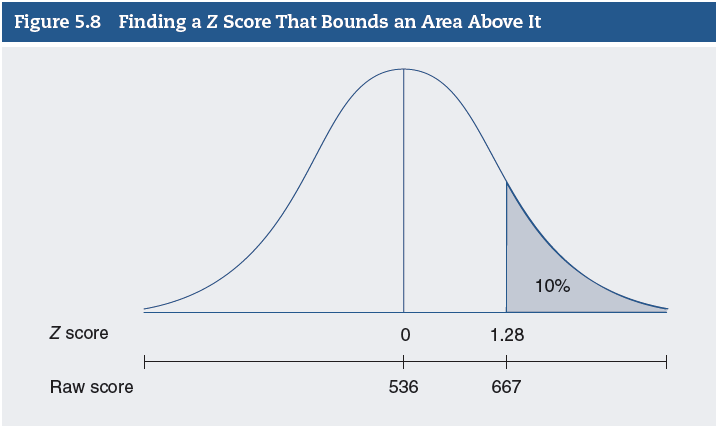 Figure 5.8 Finding a Z Score That Bounds an Area Above It
10%
Z score 0 1.28
Raw score 536 667